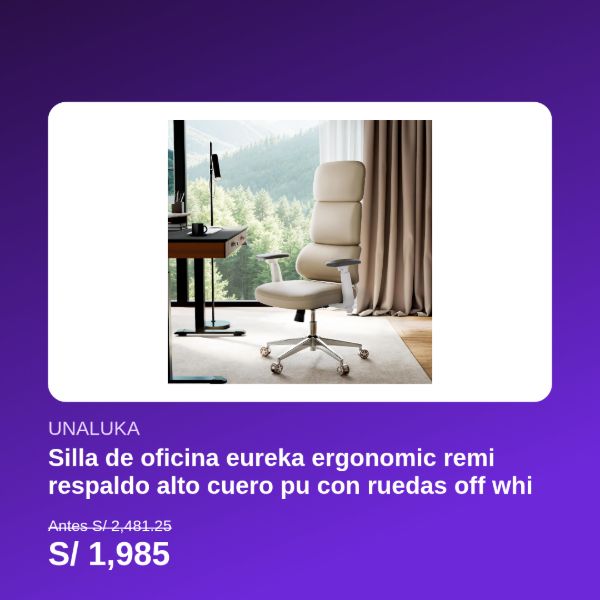 UNALUKA
Silla de oficina eureka ergonomic remi
respaldo alto cuero pu con ruedas off whi
Antes S/ 2,481.25
S/ 1,985